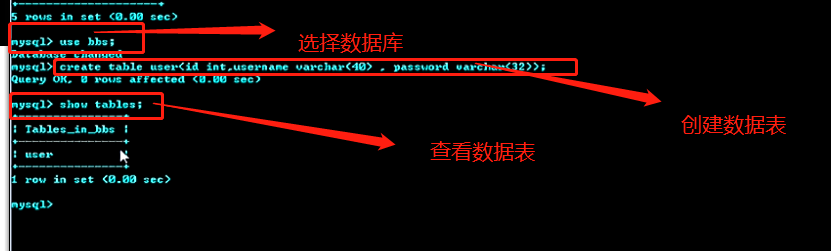 5 rows in set (0.00 sec)
mysql> use bbs;
选择数据库
Database changed
mysql> create table user(id int,username varchar(40) , password varchar(32));
Query OK, 0 rows affected (0.00 sec)
创建数据表
mysql> show tables;
查看数据表
Tables_in_bbs
user
1 row in set (0.00 sec)
mysql>